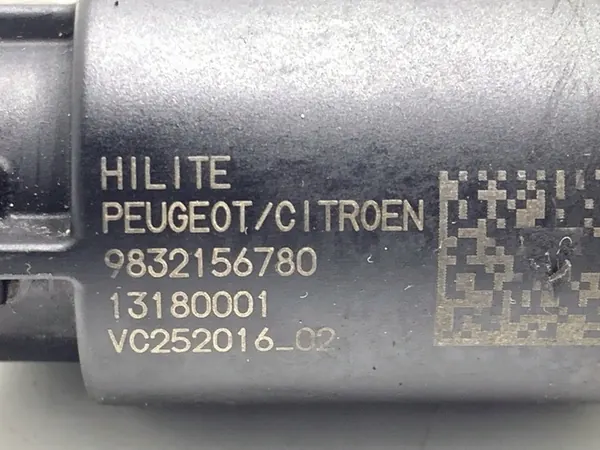 HILITE
PEUGEOT/CITROEN
9832156780
13180001
VC252016_02